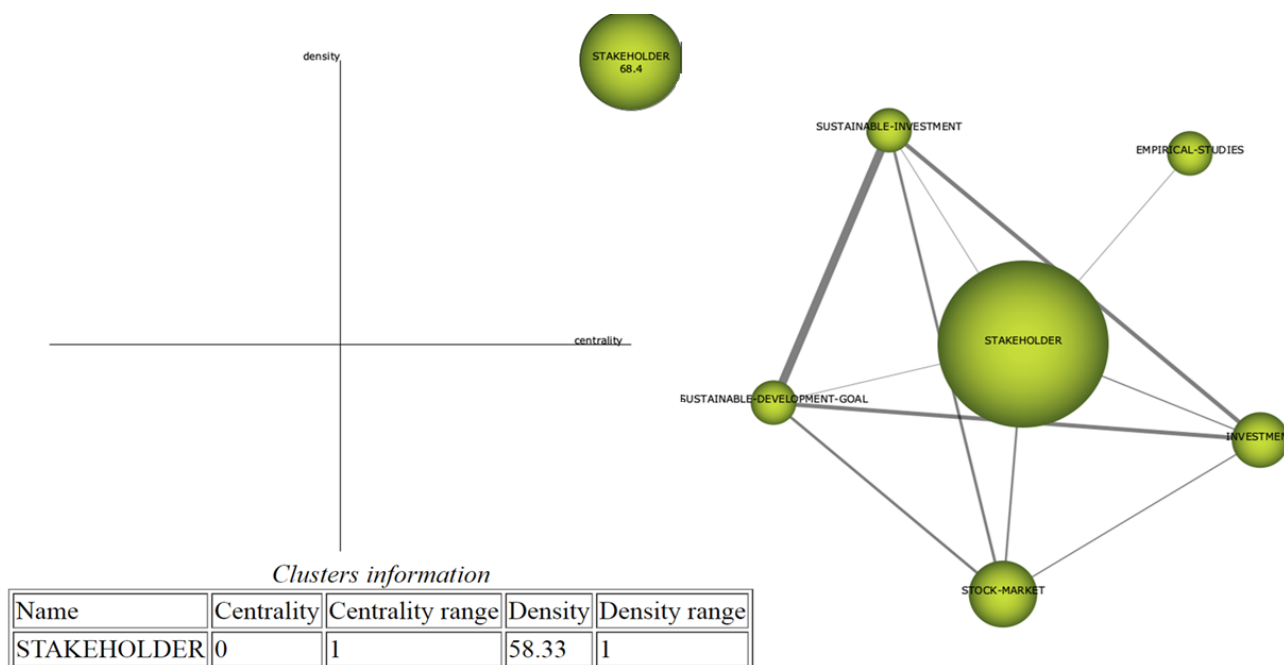 density
STAKEHOLDER
68.4
centrality
SUSTAINABLE-INVESTMENT
EMPIRICAL-STUDIES
STAKEHOLDER
SUSTAINABLE-DEVELOPMENT-GOAL
INVESTMEN
STOCK-MARKET
Clusters information
Name Centrality Centrality range Density Density range
STAKEHOLDER 0 1 58.33 1